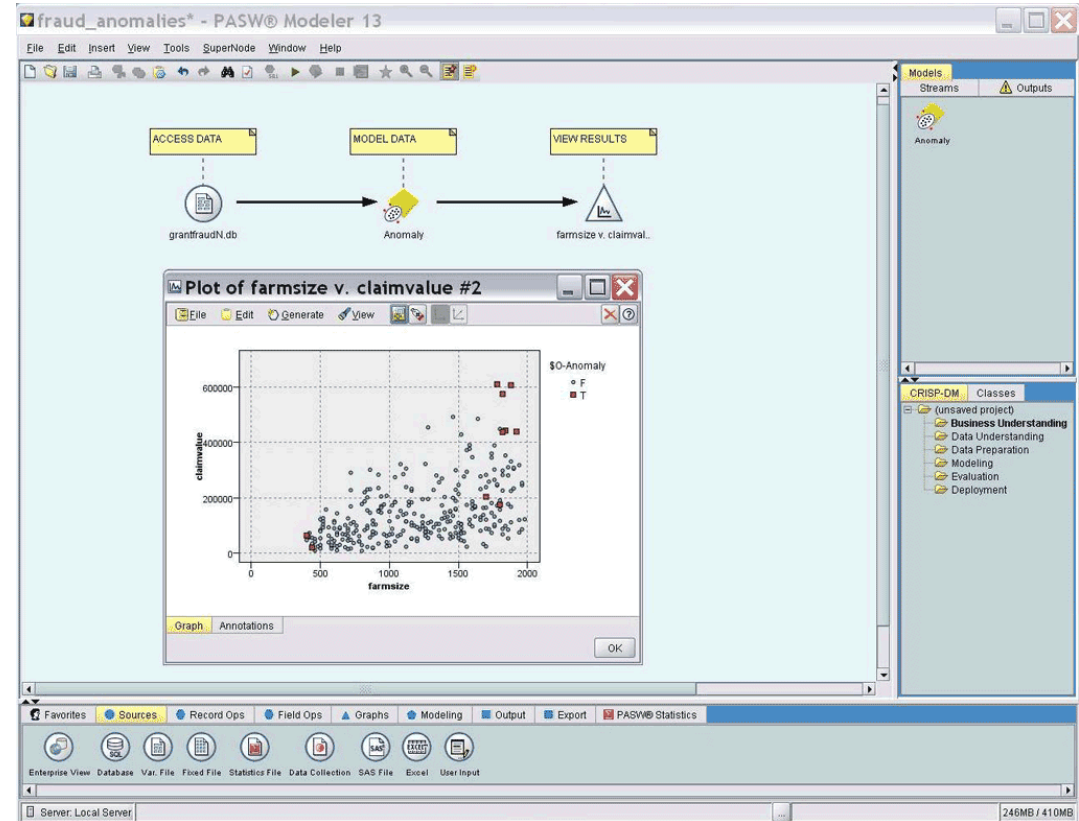 fraud_anomalies* - PASW® Modeler 13
File Edit Insert View Tools SuperNode Window Help
ACCESS DATA
MODEL DATA
VIEW RESULTS
grantfraudN.db
Anomaly
farmsize v. claimval..
Plot of farmsize v. claimvalue #2
File Edit Generate View
$O-Anomaly
F
T
600000
400000
200000
0
claimvalue
0 500 1000 1500 2000
farmsize
Graph Annotations
OK
Models
Streams Outputs
Anomaly
CRISP-DM Classes
(unsaved project)
Business Understanding
Data Understanding
Data Preparation
Modeling
Evaluation
Deployment
Favorites Sources Record Ops Field Ops Graphs Modeling Output Export PASW® Statistics
SQL SAS EXCEL
Enterprise View Database Var. File Fixed File Statistics File Data Collection SAS File Excel User Input
Server: Local Server ... 246MB / 410MB